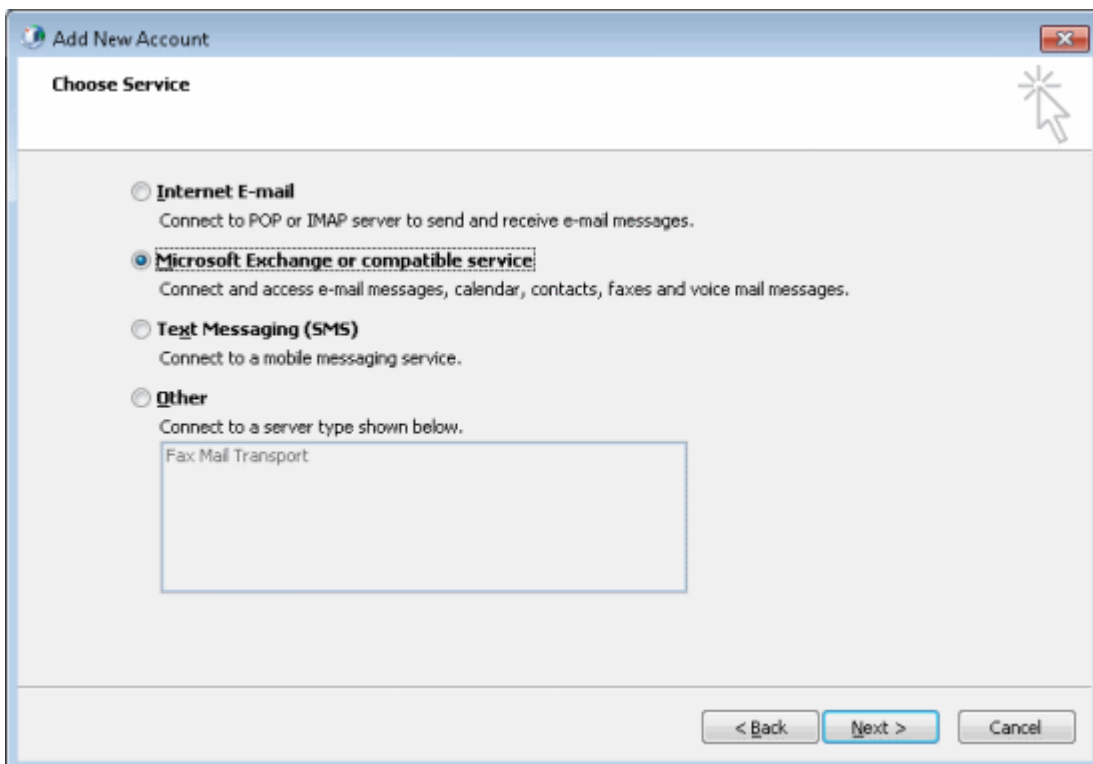 Add New Account
Choose Service
Internet E-mail
Connect to POP or IMAP server to send and receive e-mail messages.
Microsoft Exchange or compatible service
Connect and access e-mail messages, calendar, contacts, faxes and voice mail messages.
Text Messaging (SMS)
Connect to a mobile messaging service.
Other
Connect to a server type shown below.
Fax Mail Transport
< Back Next > Cancel